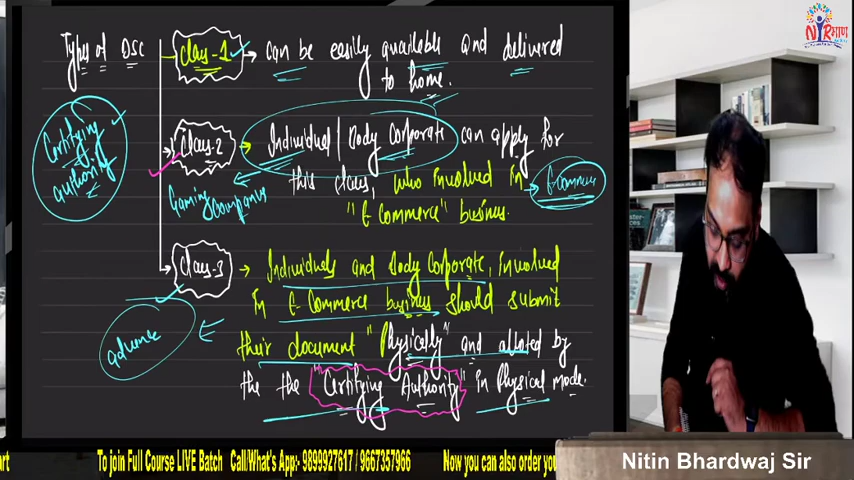 Types of DSC
Class-1
can be easily available and delivered
to home.
Certifying
authority
Class-2
Individual / Body Corporate can apply for
this class, who involved in E-Commerce
"E-Commerce" business.
Gaming companies
Class-3
Individuals and Body Corporate, involved
in E-Commerce business should submit
their document "Physically" and alloted by
the the "Certifying Authority" in Physical mode.
advance
NIRમાણ
tart
To join Full Course LIVE Batch Call/What's App:- 9899927617 / 9667357966
Now you can also order you
Nitin Bhardwaj Sir